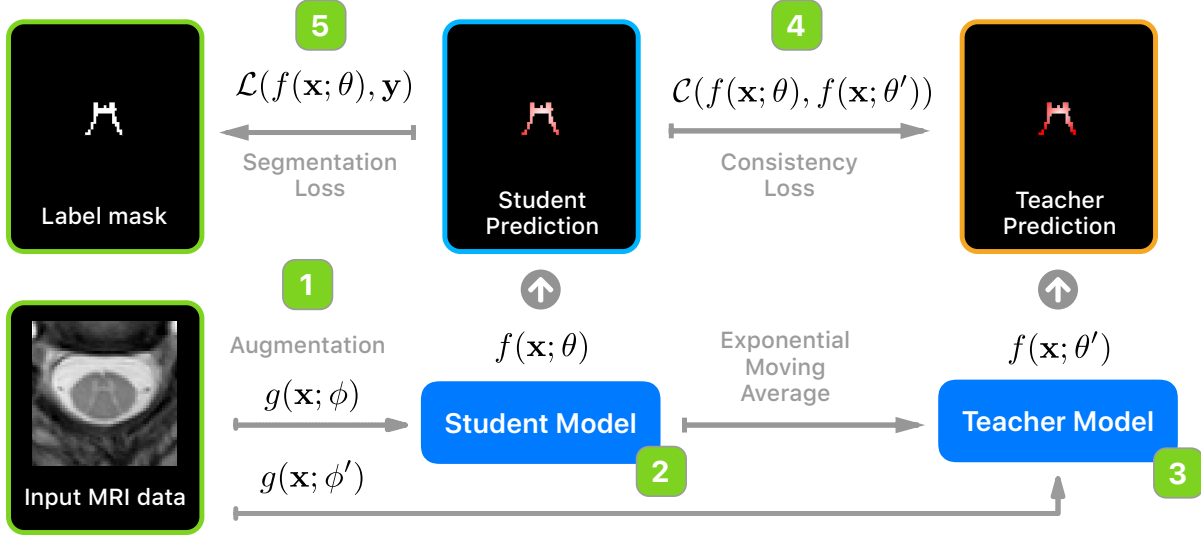 5
4
ℒ(f(𝐱; θ), 𝐲)
𝒞(f(𝐱; θ), f(𝐱; θ′))
Segmentation
Loss
Consistency
Loss
Label mask
Student
Prediction
Teacher
Prediction
1
Augmentation
f(𝐱; θ)
Exponential
Moving
Average
f(𝐱; θ′)
g(𝐱; ϕ)
Student Model
Teacher Model
2
3
g(𝐱; ϕ′)
Input MRI data